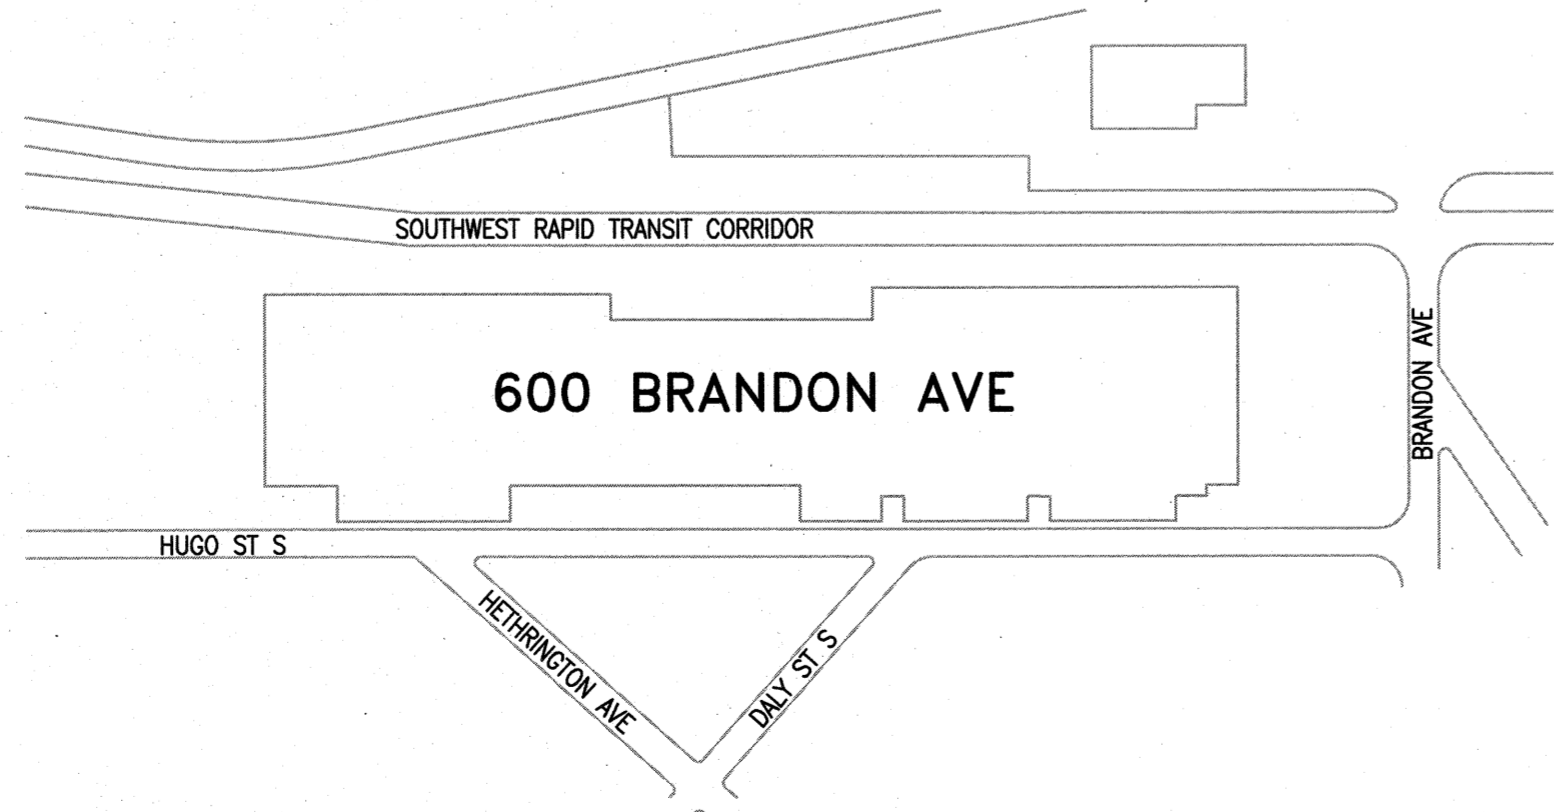 SOUTHWEST RAPID TRANSIT CORRIDOR
600 BRANDON AVE
BRANDON AVE
HUGO ST S
HETHRINGTON AVE
DALY ST S